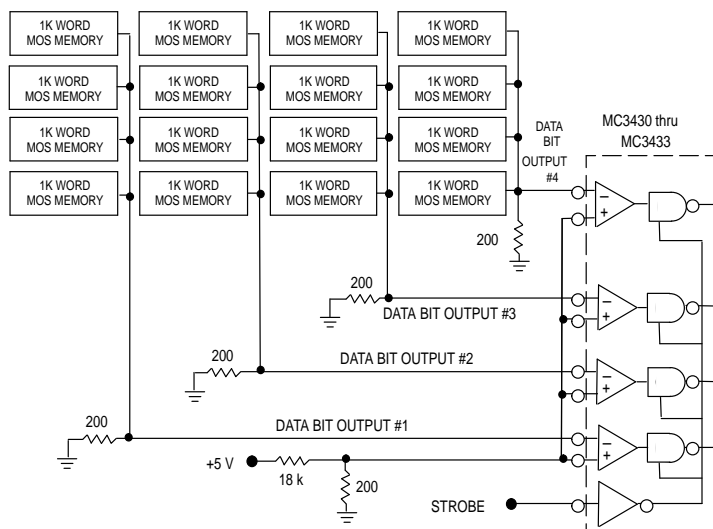 1K WORD
MOS MEMORY
1K WORD
MOS MEMORY
1K WORD
MOS MEMORY
1K WORD
MOS MEMORY
1K WORD
MOS MEMORY
1K WORD
MOS MEMORY
1K WORD
MOS MEMORY
1K WORD
MOS MEMORY
1K WORD
MOS MEMORY
1K WORD
MOS MEMORY
1K WORD
MOS MEMORY
1K WORD
MOS MEMORY
1K WORD
MOS MEMORY
1K WORD
MOS MEMORY
1K WORD
MOS MEMORY
1K WORD
MOS MEMORY
DATA
BIT
OUTPUT
#4
MC3430 thru
MC3433
−
+
200
200
DATA BIT OUTPUT #3
−
+
200
DATA BIT OUTPUT #2
−
+
200
DATA BIT OUTPUT #1
−
+
+5 V
18 k
200
STROBE